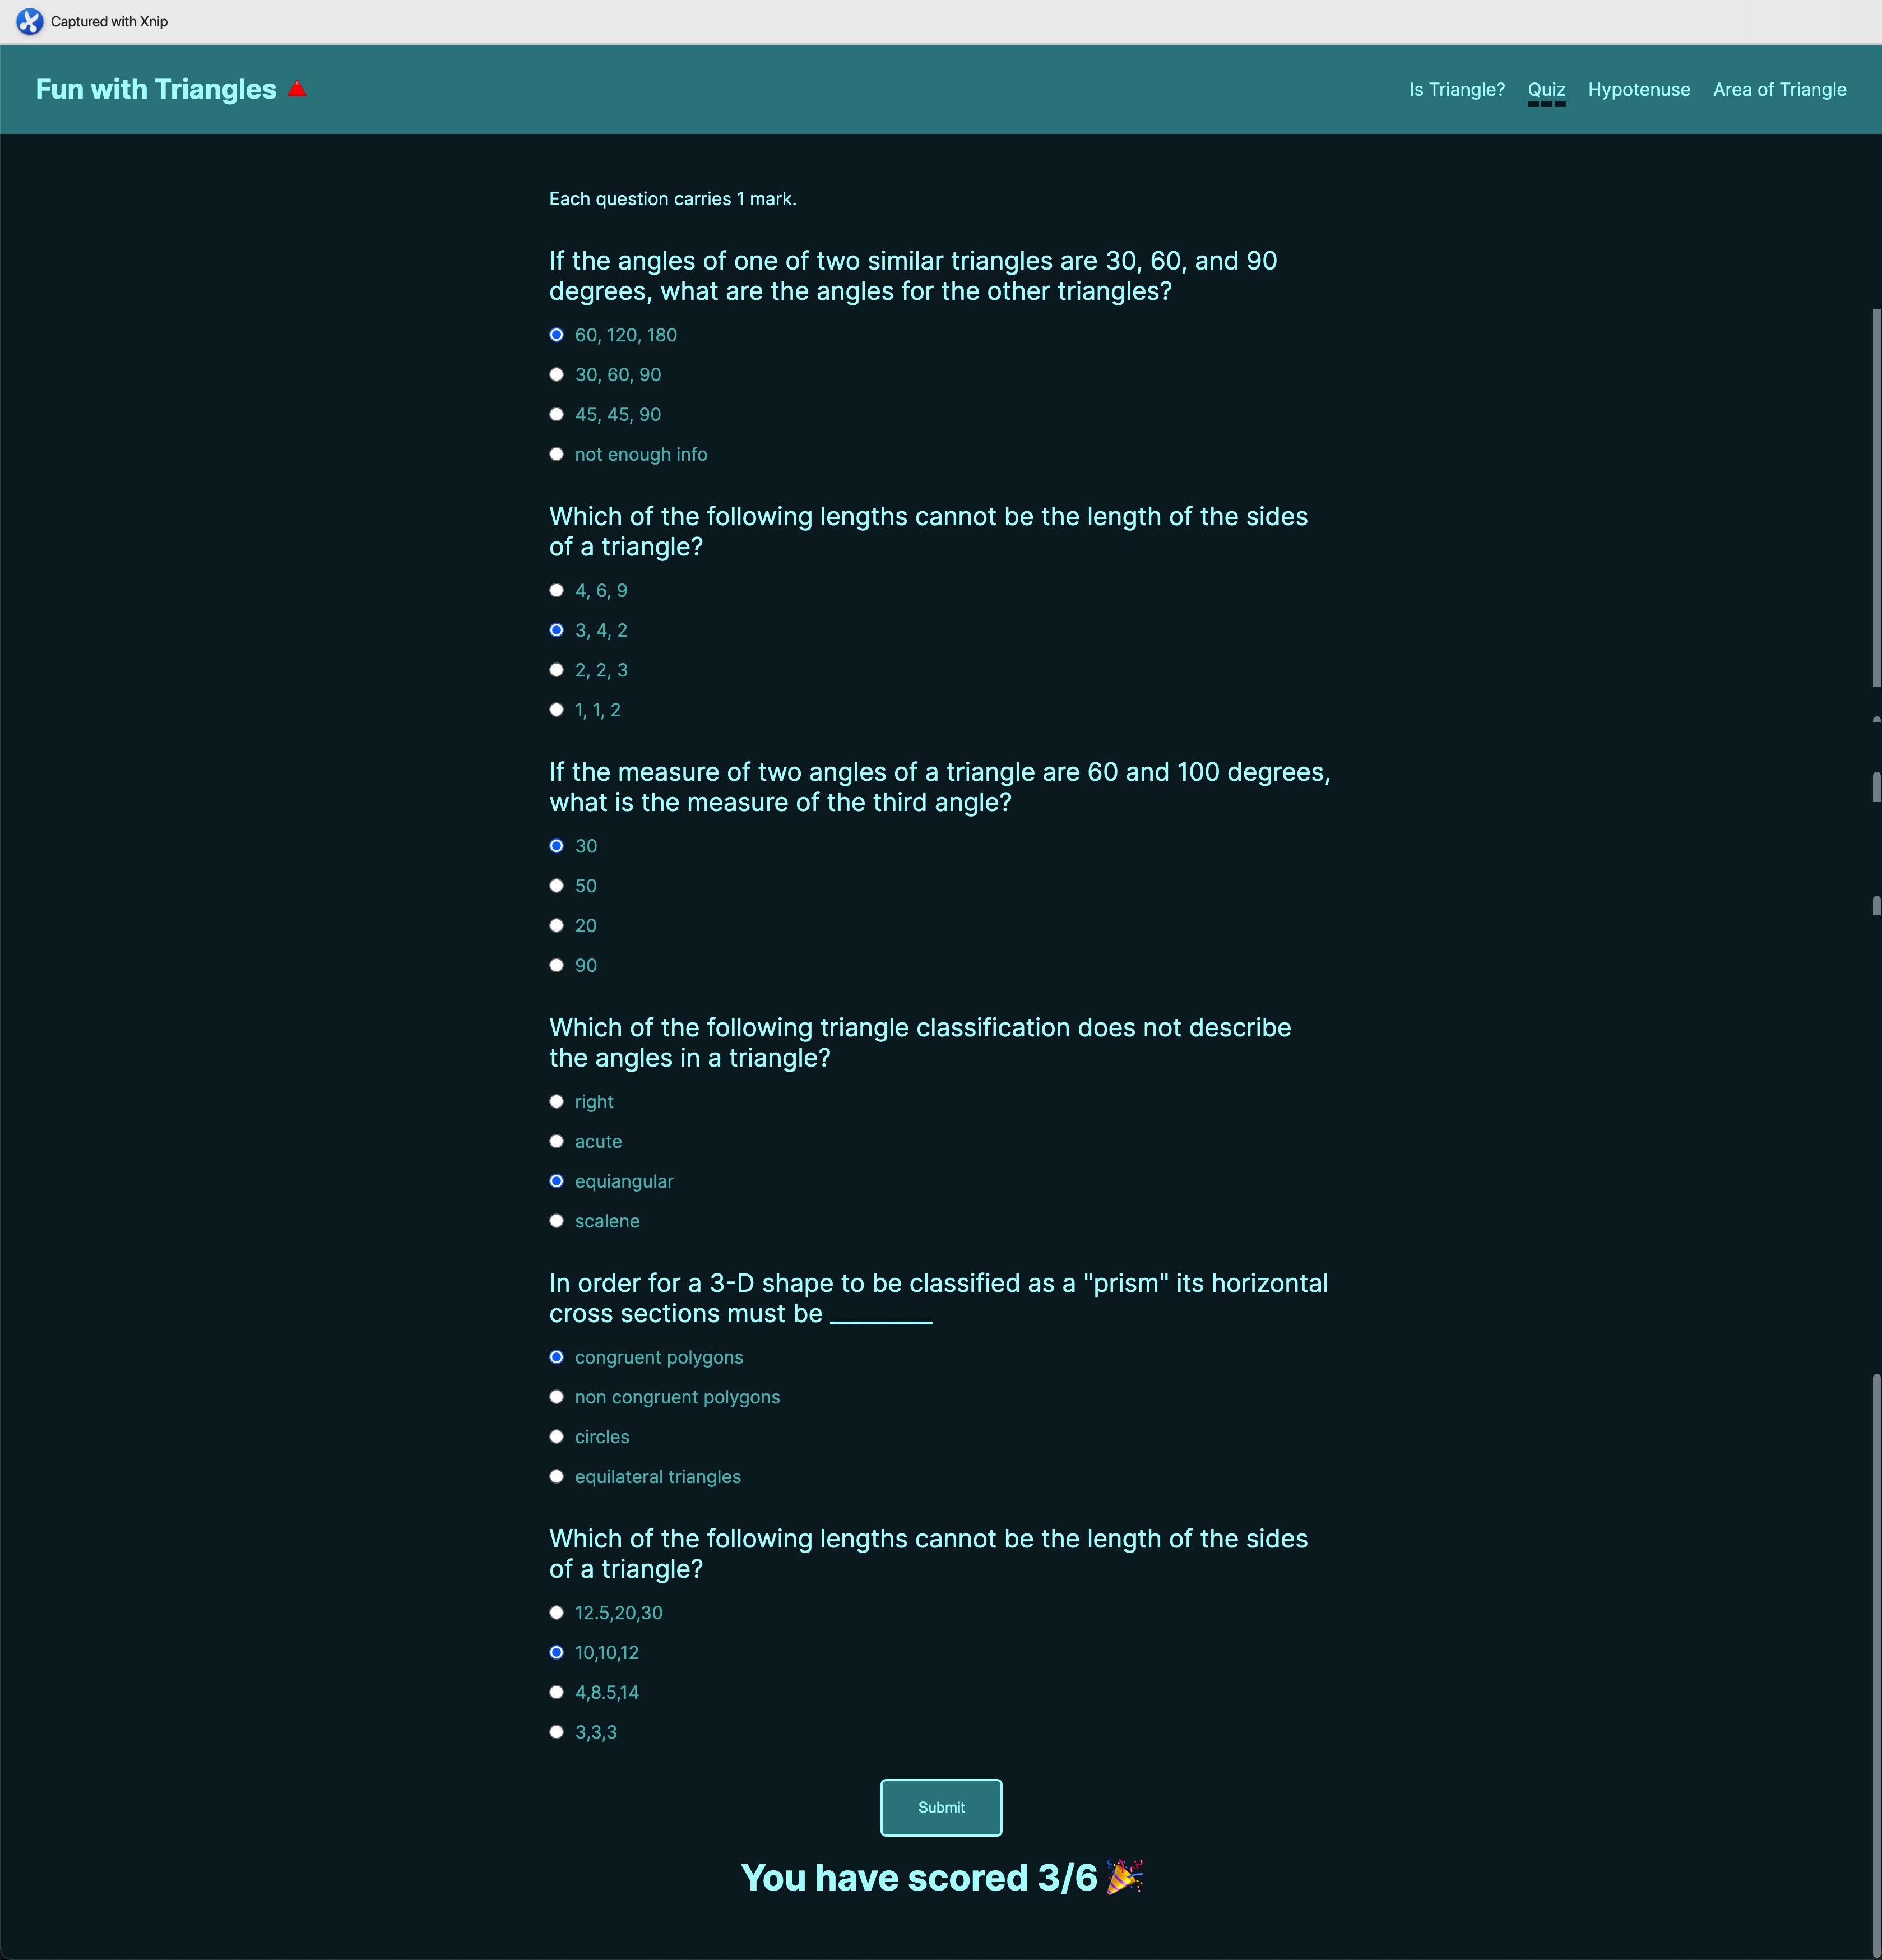 Captured with Xnip
Fun with Triangles
Is Triangle? Quiz Hypotenuse Area of Triangle
Each question carries 1 mark.
If the angles of one of two similar triangles are 30, 60, and 90
degrees, what are the angles for the other triangles?
60, 120, 180
30, 60, 90
45, 45, 90
not enough info
Which of the following lengths cannot be the length of the sides
of a triangle?
4, 6, 9
3, 4, 2
2, 2, 3
1, 1, 2
If the measure of two angles of a triangle are 60 and 100 degrees,
what is the measure of the third angle?
30
50
20
90
Which of the following triangle classification does not describe
the angles in a triangle?
right
acute
equiangular
scalene
In order for a 3-D shape to be classified as a "prism" its horizontal
cross sections must be ________
congruent polygons
non congruent polygons
circles
equilateral triangles
Which of the following lengths cannot be the length of the sides
of a triangle?
12.5,20,30
10,10,12
4,8.5,14
3,3,3
Submit
You have scored 3/6 🎉